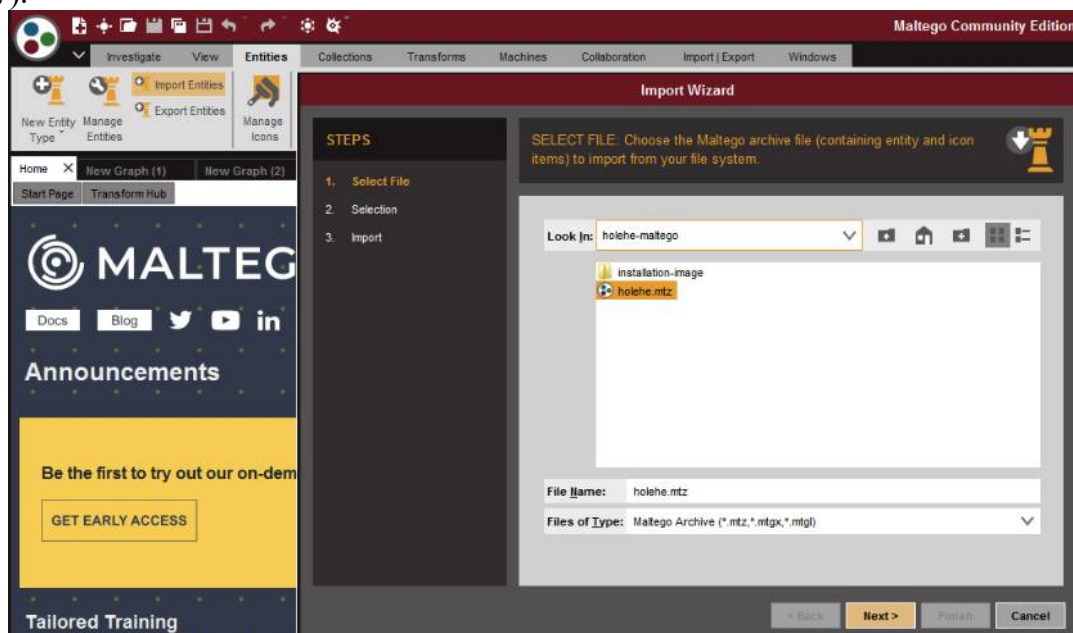 ).
Maltego Community Edition
Investigate View Entities Collections Transforms Machines Collaboration Import | Export Windows
New Entity Type
Manage Entities
Import Entities
Export Entities
Manage Icons
Home X New Graph (1) New Graph (2)
Start Page Transform Hub
MALTEG
Docs Blog in
Announcements
Be the first to try out our on-dem
GET EARLY ACCESS
Tailored Training
Import Wizard
STEPS
1. Select File
2. Selection
3. Import
SELECT FILE: Choose the Maltego archive file (containing entity and icon
items) to import from your file system.
Look In: holehe-maltego
installation-image
holehe.mtz
File Name: holehe.mtz
Files of Type: Maltego Archive (*.mtz,*.mtgx,*.mtgl)
< Back Next > Finish Cancel